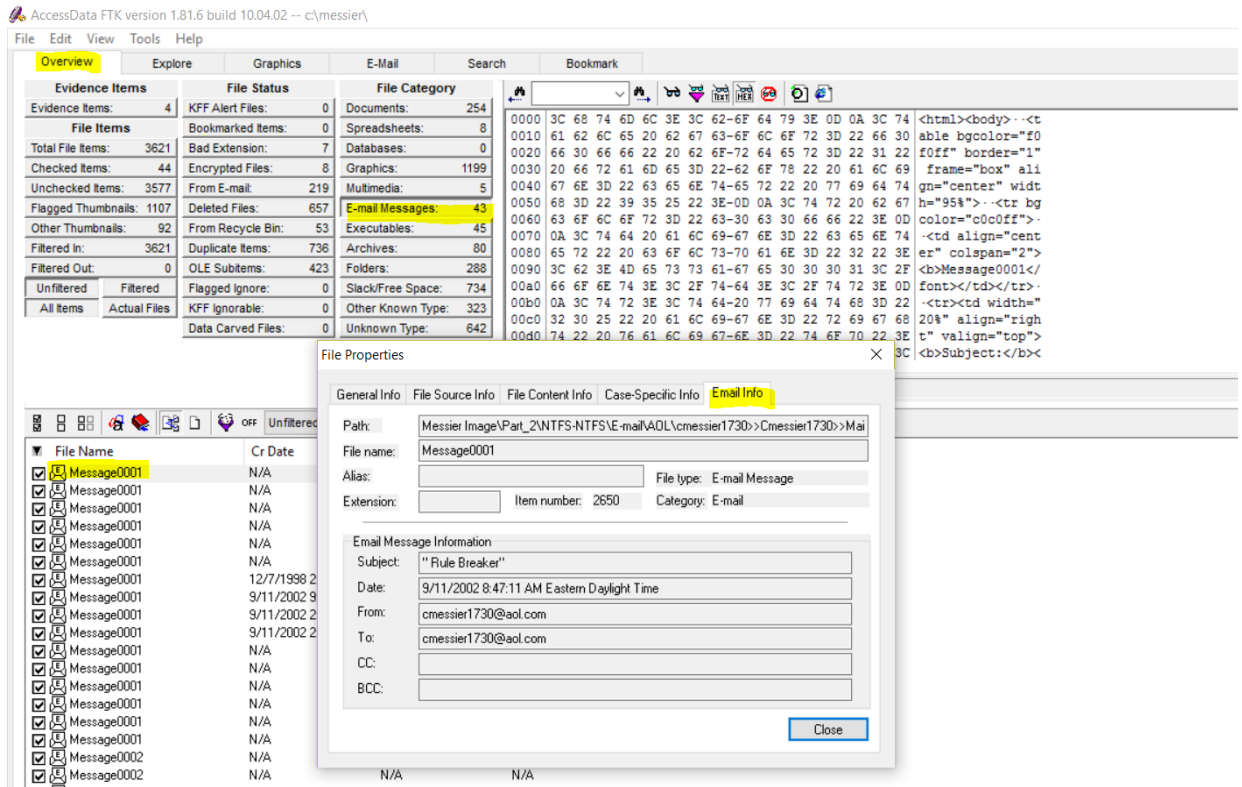 AccessData FTK version 1.81.6 build 10.04.02 -- c:\messier\
File Edit View Tools Help
Overview Explore Graphics E-Mail Search Bookmark
Evidence Items File Status File Category
Evidence Items: 4 KFF Alert Files: 0 Documents: 254
File Items Bookmarked Items: 0 Spreadsheets: 8
Total File Items: 3621 Bad Extension: 7 Databases: 0
Checked Items: 44 Encrypted Files: 8 Graphics: 1199
Unchecked Items: 3577 From E-mail: 219 Multimedia: 5
Flagged Thumbnails: 1107 Deleted Files: 657 E-mail Messages: 43
Other Thumbnails: 92 From Recycle Bin: 53 Executables: 45
Filtered In: 3621 Duplicate Items: 736 Archives: 80
Filtered Out: 0 OLE Subitems: 423 Folders: 288
Unfiltered Filtered Flagged Ignore: 0 Slack/Free Space: 734
All Items Actual Files KFF Ignorable: 0 Other Known Type: 323
Data Carved Files: 0 Unknown Type: 642
TEXT HEX
0000 3C 68 74 6D 6C 3E 3C 62-6F 64 79 3E 0D 0A 3C 74 <html><body>··<t
0010 61 62 6C 65 20 62 67 63-6F 6C 6F 72 3D 22 66 30 able bgcolor="f0
0020 66 30 66 66 22 20 62 6F-72 64 65 72 3D 22 31 22 f0ff" border="1"
0030 20 66 72 61 6D 65 3D 22-62 6F 78 22 20 61 6C 69 frame="box" ali
0040 67 6E 3D 22 63 65 6E 74-65 72 22 20 77 69 64 74 gn="center" widt
0050 68 3D 22 39 35 25 22 3E-0D 0A 3C 74 72 20 62 67 h="95%">··<tr bg
0060 63 6F 6C 6F 72 3D 22 63-30 63 30 66 66 22 3E 0D color="c0c0ff">·
0070 0A 3C 74 64 20 61 6C 69-67 6E 3D 22 63 65 6E 74 ·<td align="cent
0080 65 72 22 20 63 6F 6C 73-70 61 6E 3D 22 32 22 3E er" colspan="2">
0090 3C 62 3E 4D 65 73 73 61-67 65 30 30 30 31 3C 2F <b>Message0001</
00a0 66 6F 6E 74 3E 3C 2F 74-64 3E 3C 2F 74 72 3E 0D font></td></tr>·
00b0 0A 3C 74 72 3E 3C 74 64-20 77 69 64 74 68 3D 22 ·<tr><td width="
00c0 32 30 25 22 20 61 6C 69-67 6E 3D 22 72 69 67 68 20%" align="righ
00d0 74 22 20 76 61 6C 69 67-6E 3D 22 74 6F 70 22 3E t" valign="top">
3C <b>Subject:</b><
File Properties
General Info File Source Info File Content Info Case-Specific Info Email Info
Path: Messier Image\Part_2\NTFS-NTFS\E-mail\AOL\cmessier1730>>Cmessier1730>>Mai
File name: Message0001
Alias: File type: E-mail Message
Extension: Item number: 2650 Category: E-mail
Email Message Information
Subject: "Rule Breaker"
Date: 9/11/2002 8:47:11 AM Eastern Daylight Time
From: cmessier1730@aol.com
To: cmessier1730@aol.com
CC:
BCC:
Close
OFF Unfiltered
File Name Cr Date
Message0001 N/A
Message0001 N/A
Message0001 N/A
Message0001 N/A
Message0001 N/A
Message0001 N/A
Message0001 12/7/1998 2
Message0001 9/11/2002 9
Message0001 9/11/2002 2
Message0001 9/11/2002 2
Message0001 N/A
Message0001 N/A
Message0001 N/A
Message0001 N/A
Message0001 N/A
Message0001 N/A
Message0002 N/A
Message0002 N/A N/A N/A